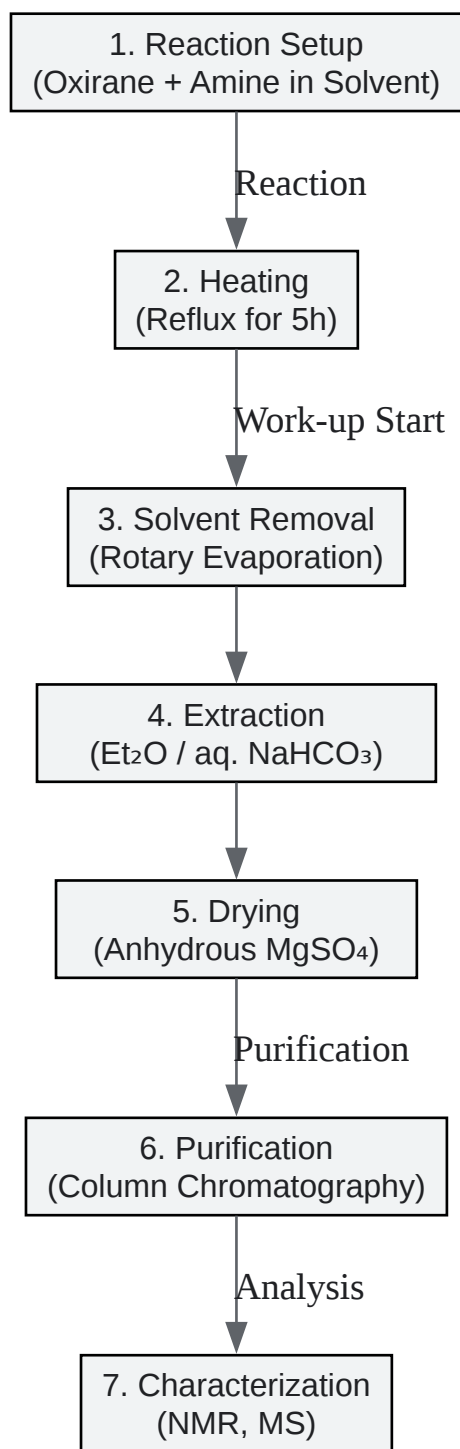 1. Reaction Setup
(Oxirane + Amine in Solvent)
Reaction
2. Heating
(Reflux for 5h)
Work-up Start
3. Solvent Removal
(Rotary Evaporation)
4. Extraction
(Et₂O / aq. NaHCO₃)
5. Drying
(Anhydrous MgSO₄)
Purification
6. Purification
(Column Chromatography)
Analysis
7. Characterization
(NMR, MS)